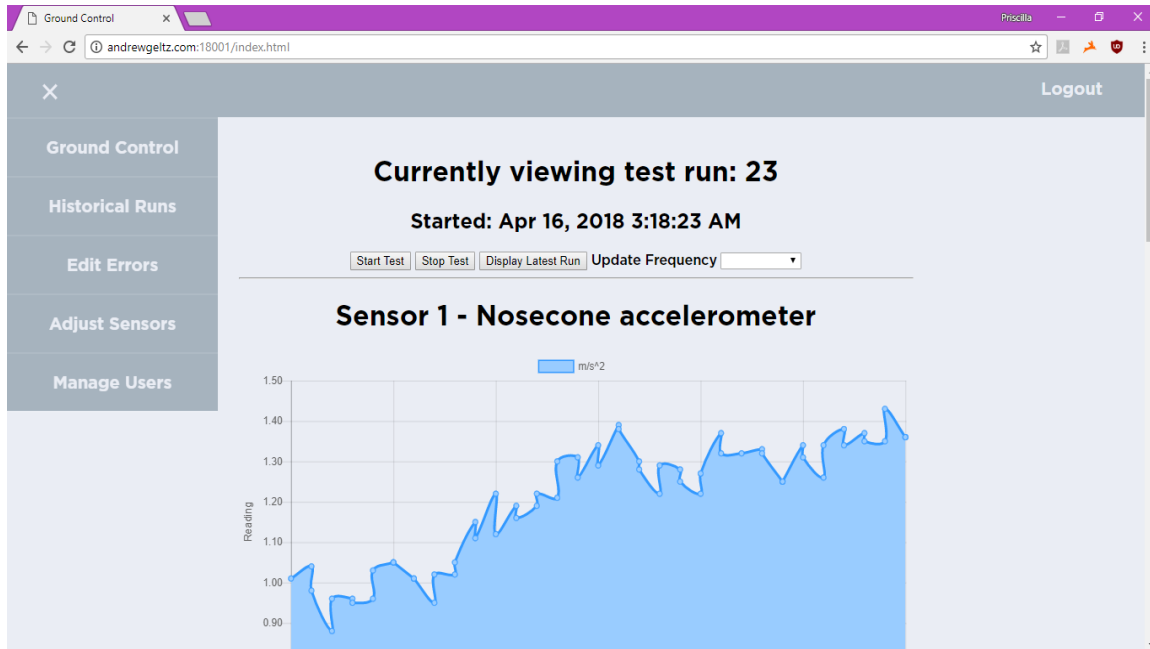 Ground Control
Priscilla
andrewgeltz.com:18001/index.html
Logout
Ground Control
Historical Runs
Edit Errors
Adjust Sensors
Manage Users
Currently viewing test run: 23
Started: Apr 16, 2018 3:18:23 AM
Start Test Stop Test Display Latest Run Update Frequency
Sensor 1 - Nosecone accelerometer
m/s^2
1.50
1.40
1.30
1.20
1.10
1.00
0.90
Reading